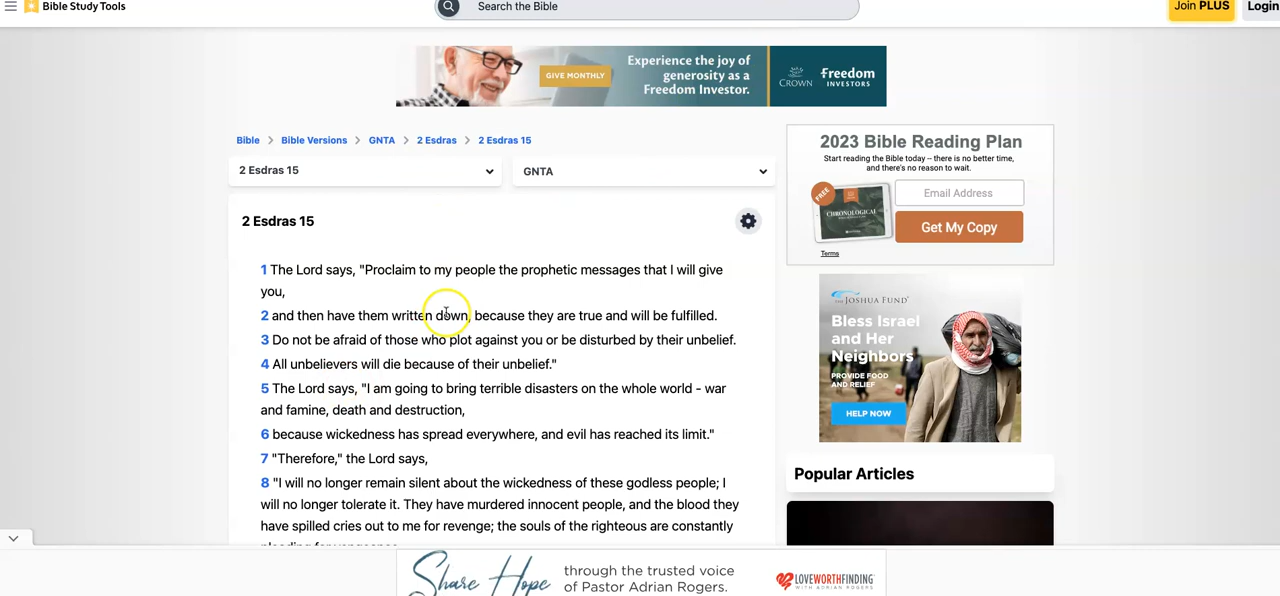 Bible Study Tools
Search the Bible
Join PLUS
Login
Experience the joy of
generosity as a
Freedom Investor.
GIVE MONTHLY
CROWN
freedom
INVESTORS
Bible > Bible Versions > GNTA > 2 Esdras > 2 Esdras 15
2 Esdras 15
GNTA
2 Esdras 15
1 The Lord says, "Proclaim to my people the prophetic messages that I will give
you,
2 and then have them written down, because they are true and will be fulfilled.
3 Do not be afraid of those who plot against you or be disturbed by their unbelief.
4 All unbelievers will die because of their unbelief."
5 The Lord says, "I am going to bring terrible disasters on the whole world - war
and famine, death and destruction,
6 because wickedness has spread everywhere, and evil has reached its limit."
7 "Therefore," the Lord says,
8 "I will no longer remain silent about the wickedness of these godless people; I
will no longer tolerate it. They have murdered innocent people, and the blood they
have spilled cries out to me for revenge; the souls of the righteous are constantly
pleading for vengeance.
2023 Bible Reading Plan
Start reading the Bible today -- there is no better time,
and there's no reason to wait.
FREE
CHRONOLOGICAL
Email Address
Get My Copy
Terms
THE JOSHUA FUND
Bless Israel
and Her
Neighbors
PROVIDE FOOD
AND RELIEF
HELP NOW
Popular Articles
Share Hope
through the trusted voice
of Pastor Adrian Rogers.
LOVEWORTHFINDING
WITH ADRIAN ROGERS